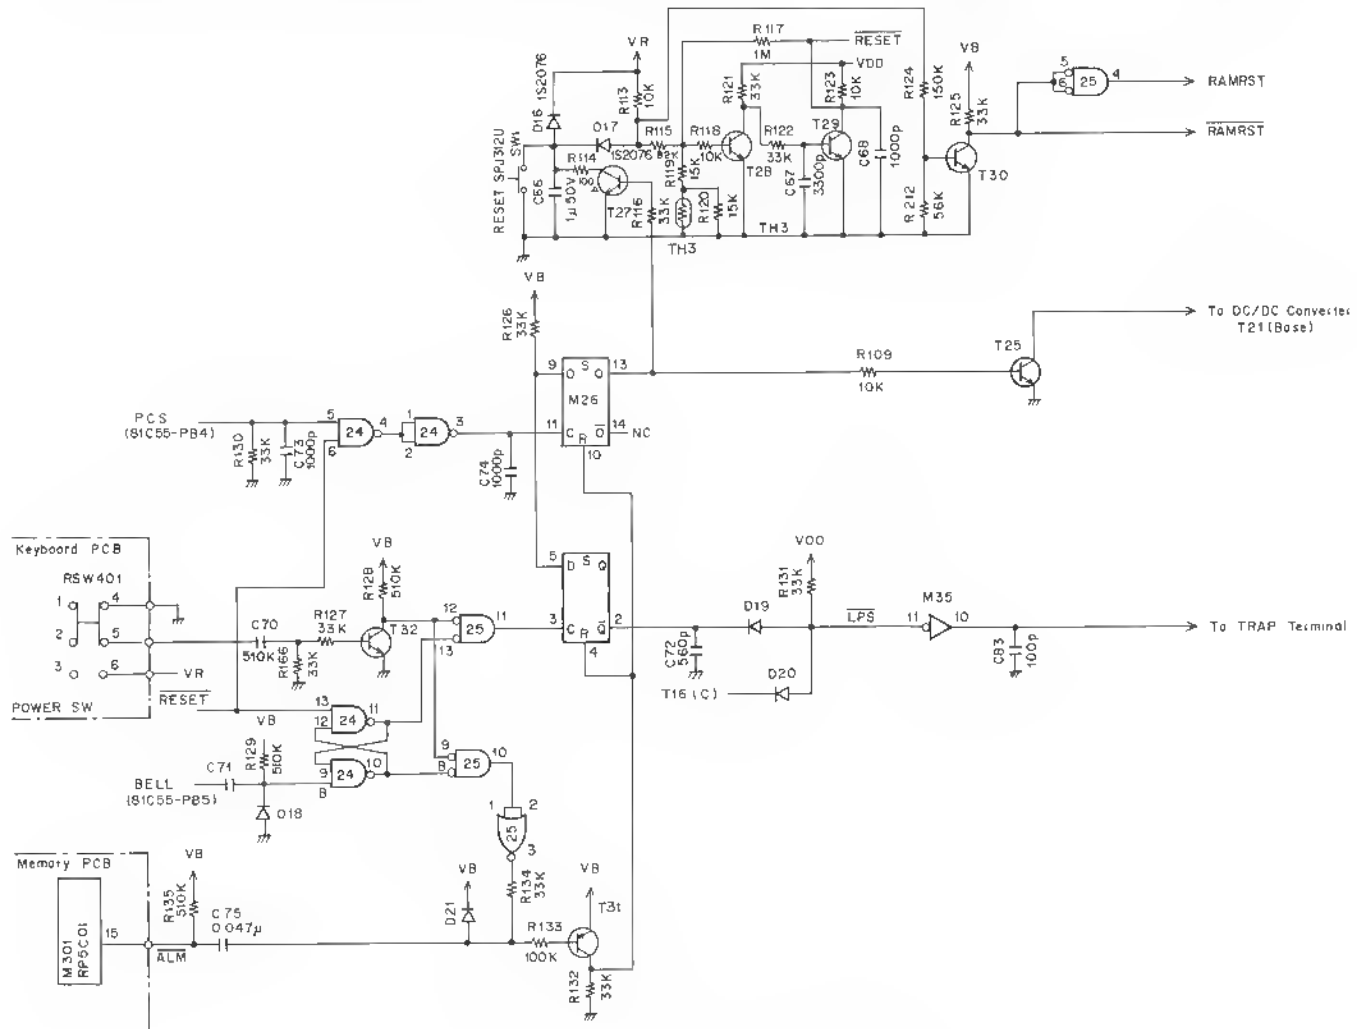 R117
1M
RESET
VR
VDD
VB
1S2076
D16
R113
10K
R121
33K
R123
10K
R124
150K
R125
33K
5
6
25
4
RAMRST
RAMRST
D17
1S2076
R115
82K
R118
10K
T28
R122
33K
T29
C67
3300p
C68
1000p
T30
RESET SPJ312U
SW1
C66
1μ50V
R114
100
T27
R116
33K
R119
15K
R120
15K
TH3
TH3
R212
56K
VB
R126
33K
To DC/DC Converter
T21(Base)
T25
R109
10K
9
D
S
Q
13
M26
11
C
R
Q
14
NC
10
PCS
(81C55-PB4)
R130
33K
C73
1000p
5
6
24
4
1
2
24
3
C74
1000p
Keyboard PCB
RSW401
1
4
2
5
3
6
VR
POWER SW
RESET
C70
510K
R127
33K
R166
33K
VB
R128
510K
T32
12
13
25
11
5
D
S
Q
3
C
R
Q
2
4
C72
560p
D19
VDD
R131
33K
LPS
M35
11
10
C83
100p
To TRAP Terminal
T16(C)
D20
VB
R129
510K
C71
BELL
(81C55-PB5)
D18
13
12
24
11
9
8
24
10
9
8
25
10
1
2
25
3
R134
33K
VB
D21
Memory PCB
M301
RP5C01
15
ALM
VB
R135
510K
C75
0.047μ
R133
100K
VB
T31
R132
33K